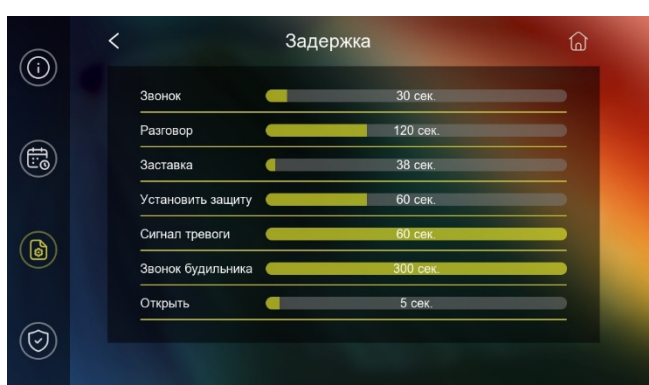 Задержка
Звонок 30 сек.
Разговор 120 сек.
Заставка 38 сек.
Установить защиту 60 сек.
Сигнал тревоги 60 сек.
Звонок будильника 300 сек.
Открыть 5 сек.